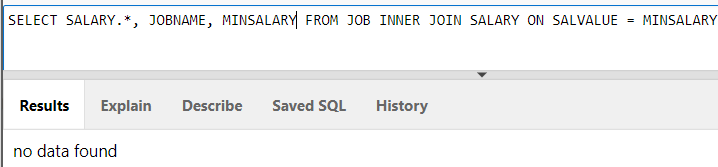 SELECT SALARY.*, JOBNAME, MINSALARY FROM JOB INNER JOIN SALARY ON SALVALUE = MINSALARY
Results Explain Describe Saved SQL History
no data found